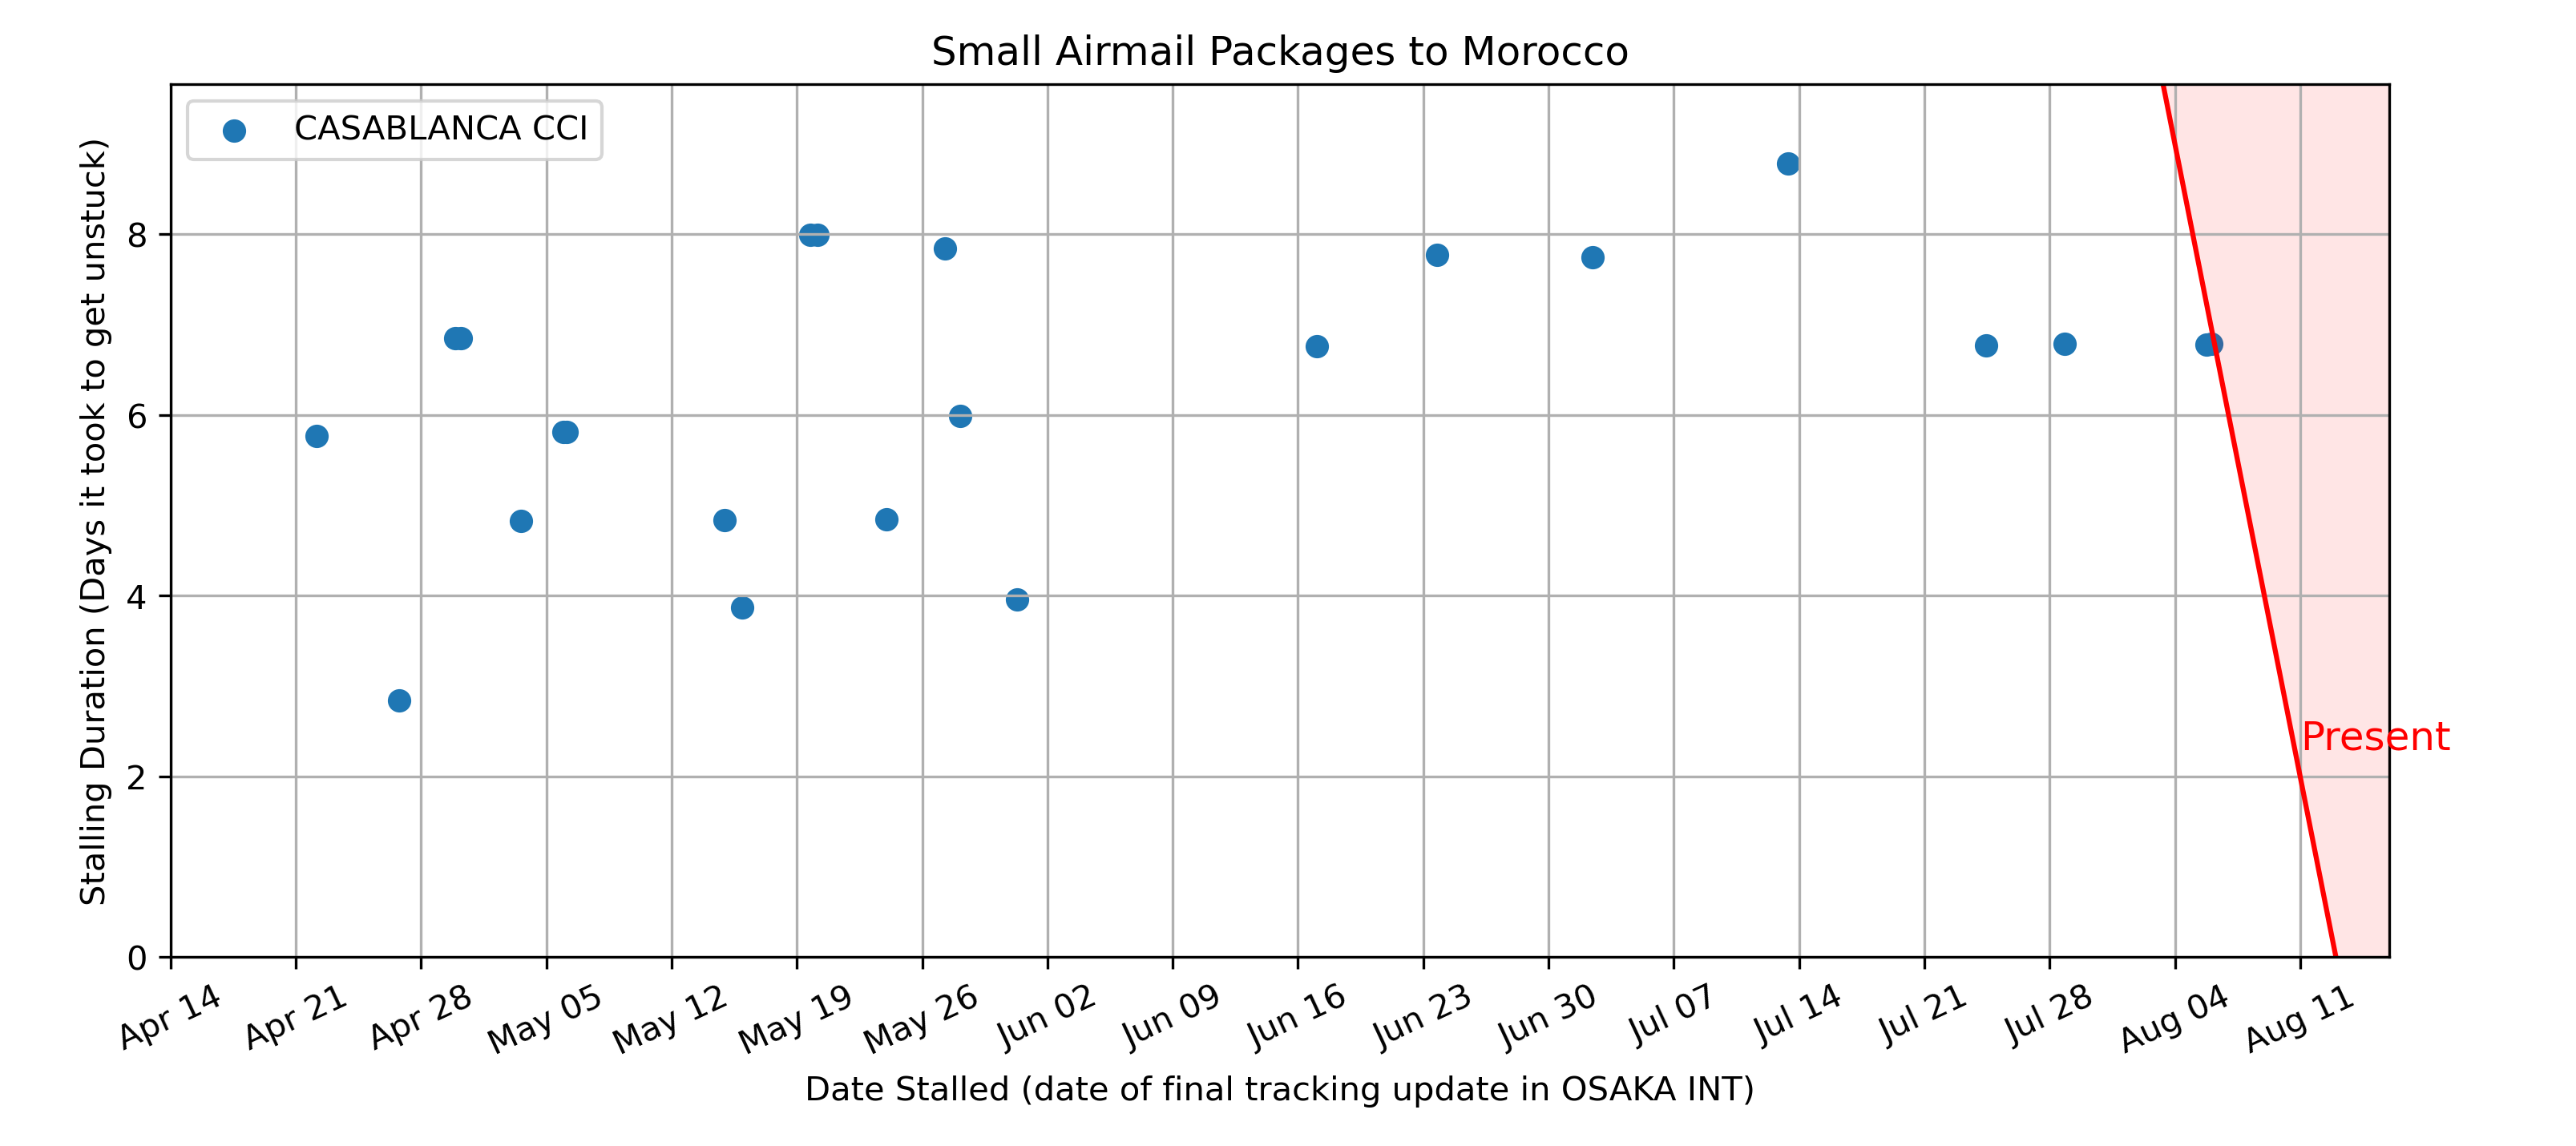 Small Airmail Packages to Morocco
CASABLANCA CCI
Stalling Duration (Days it took to get unstuck)
8
6
4
2
0
Present
Apr 14
Apr 21
Apr 28
May 05
May 12
May 19
May 26
Jun 02
Jun 09
Jun 16
Jun 23
Jun 30
Jul 07
Jul 14
Jul 21
Jul 28
Aug 04
Aug 11
Date Stalled (date of final tracking update in OSAKA INT)